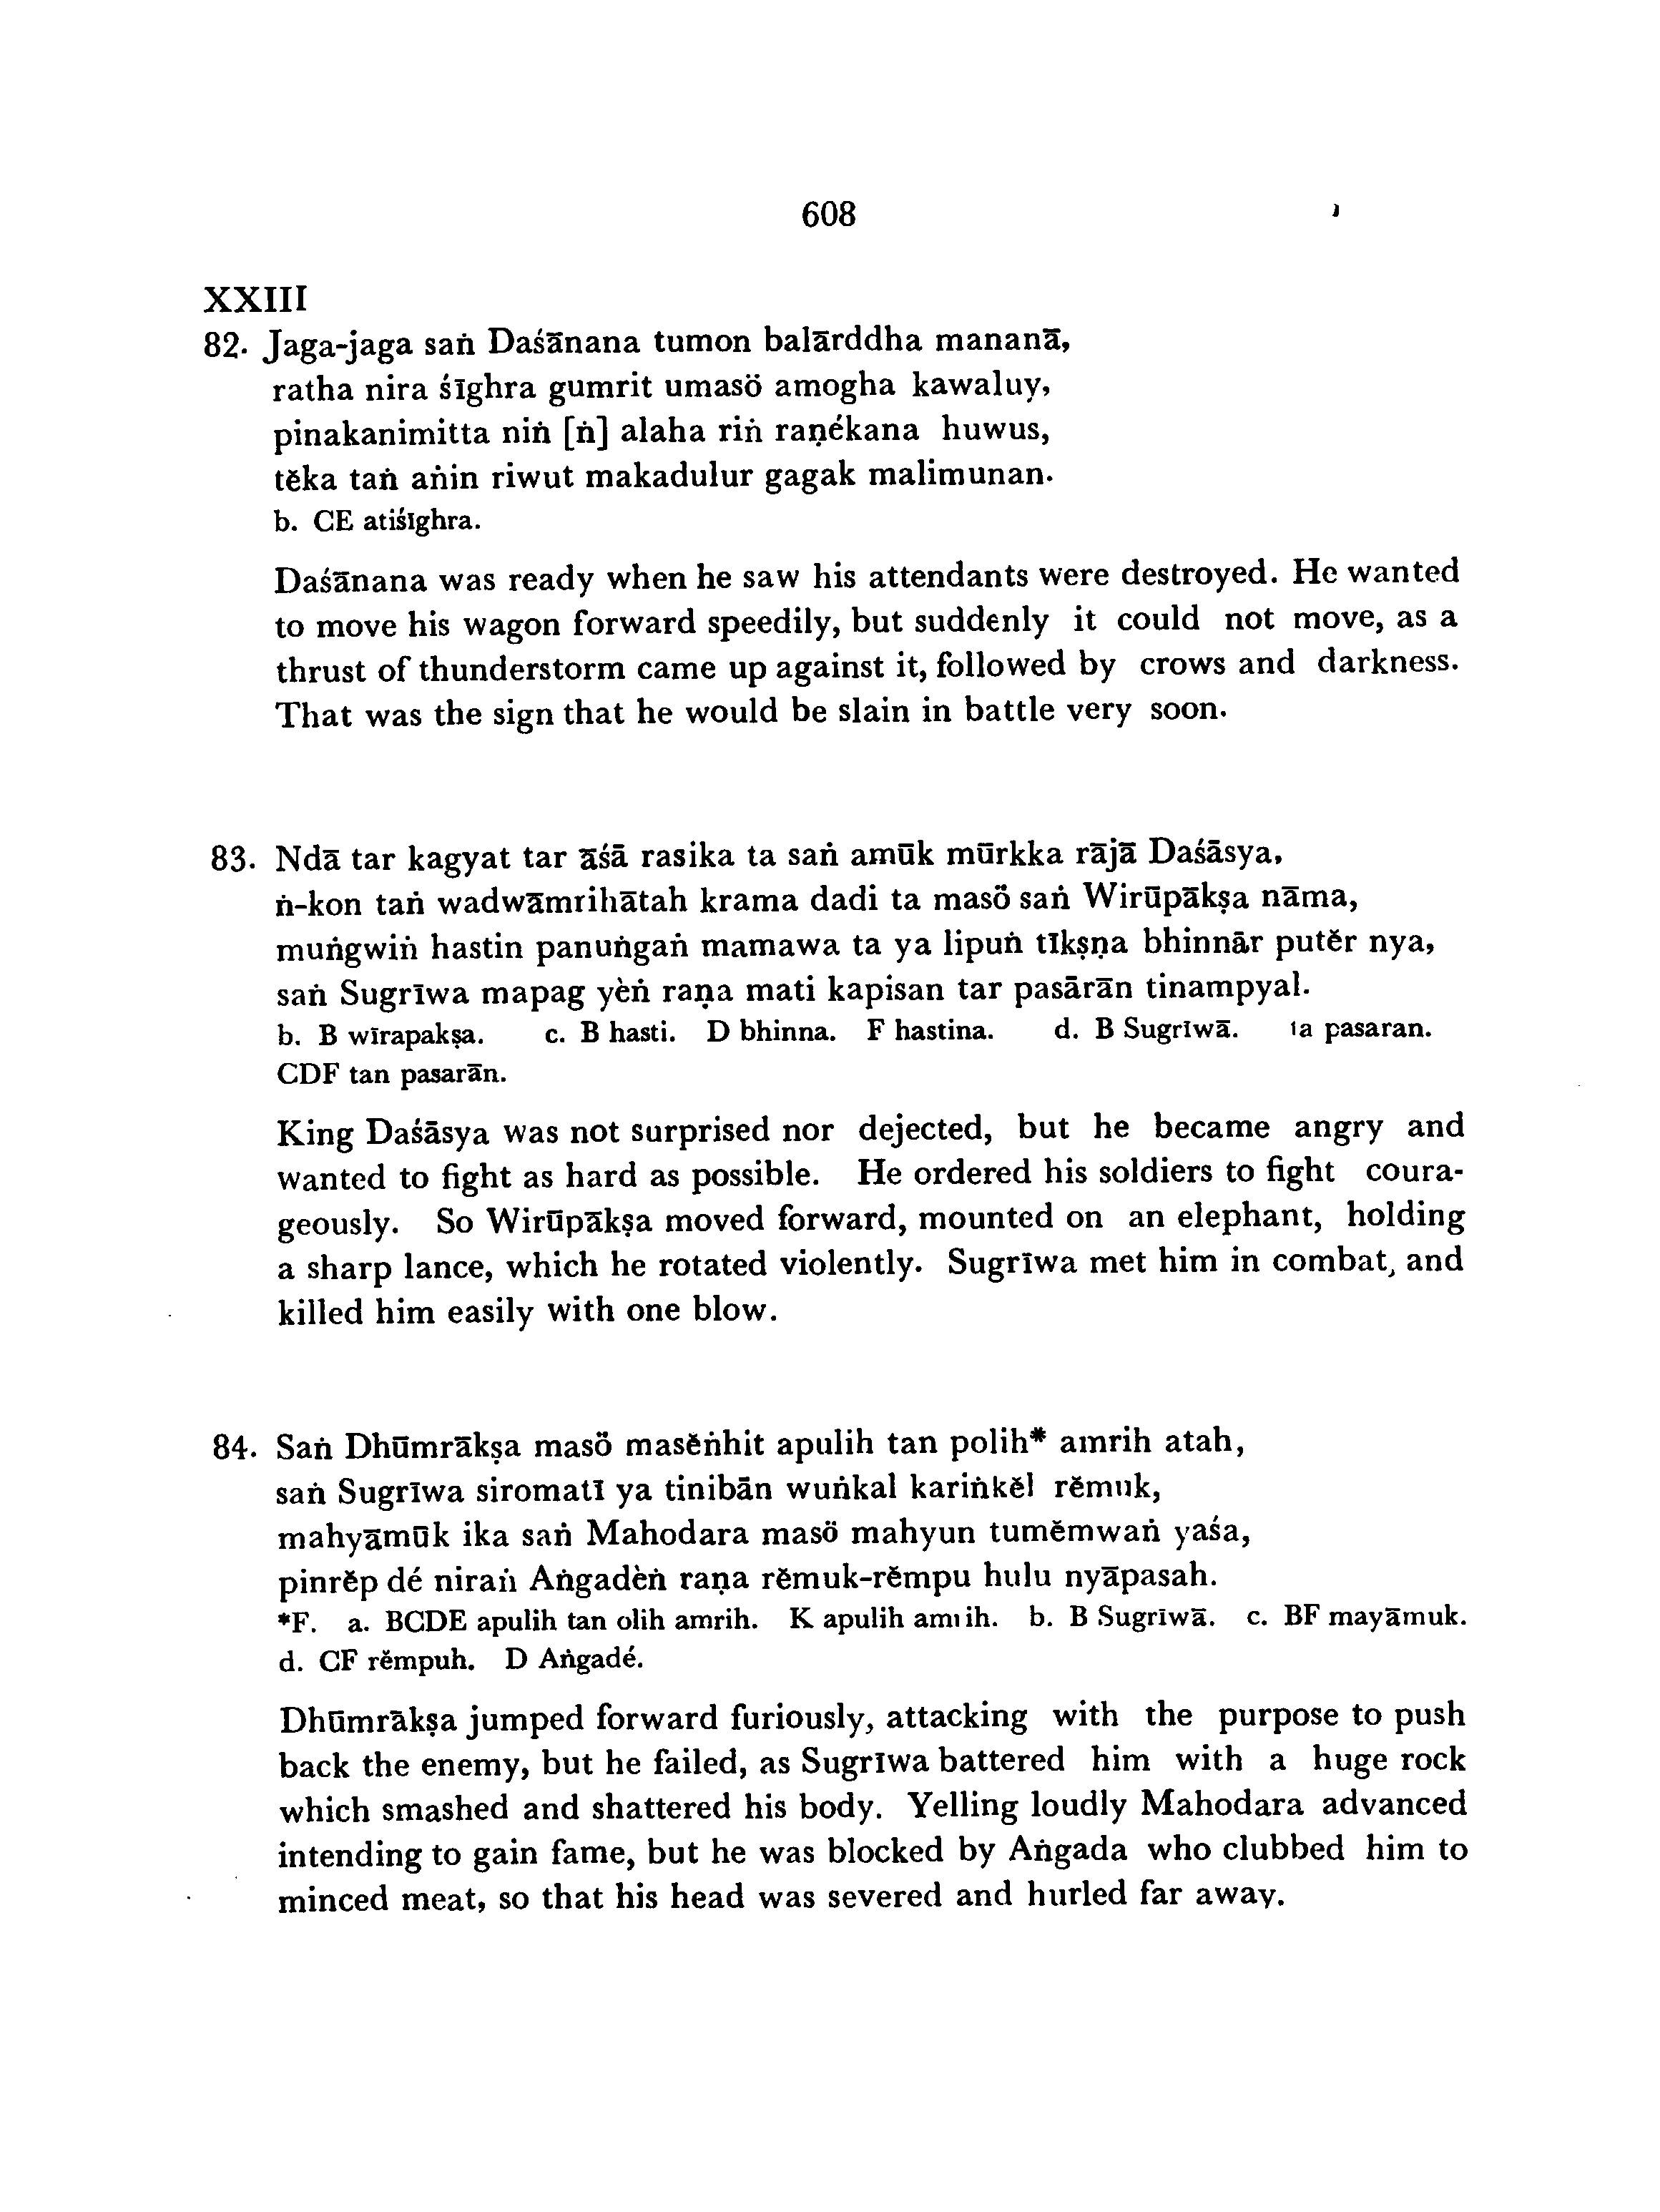 608
XXIII
82. Jaga-jaga saṅ Daśānana tumon balārddha mananā,
ratha nira śīghra gumrit umasö amogha kawaluy,
pinakanimitta niṅ [ṅ] alaha riṅ raṇékana huwus,
tĕka taṅ aṅin riwut makadulur gagak malimunan.
b. CE atiśīghra.
Daśānana was ready when he saw his attendants were destroyed. He wanted
to move his wagon forward speedily, but suddenly it could not move, as a
thrust of thunderstorm came up against it, followed by crows and darkness.
That was the sign that he would be slain in battle very soon.
83. Ndā tar kagyat tar āśā rasika ta saṅ amūk mūrkka rājā Daśāsya,
ṅ-kon taṅ wadwāmrihātah krama dadi ta masö saṅ Wirūpākṣa nāma,
muṅgwiṅ hastin panuṅgaṅ mamawa ta ya lipuṅ tīkṣṇa bhinnār putĕr nya,
saṅ Sugrīwa mapag yèṅ raṇa mati kapisan tar pasārān tinampyal.
b. B wīrapakṣa. c. B hasti. D bhinna. F hastina. d. B Sugrīwā. ta pasaran.
CDF tan pasarān.
King Daśāsya was not surprised nor dejected, but he became angry and
wanted to fight as hard as possible. He ordered his soldiers to fight coura-
geously. So Wirūpākṣa moved forward, mounted on an elephant, holding
a sharp lance, which he rotated violently. Sugrīwa met him in combat, and
killed him easily with one blow.
84. Saṅ Dhūmrākṣa masö masĕṅhit apulih tan polih* amrih atah,
saṅ Sugrīwa siromatī ya tinibān wuṅkal kariṅkĕl rĕmuk,
mahyāmūk ika saṅ Mahodara masö mahyun tumĕmwaṅ yaśa,
pinrĕp dé niraṅ Aṅgadèṅ raṇa rĕmuk-rĕmpu hulu nyāpasah.
*F. a. BCDE apulih tan olih amrih. K apulih amrih. b. B Sugrīwā. c. BF mayāmuk.
d. CF rĕmpuh. D Aṅgadé.
Dhūmrākṣa jumped forward furiously, attacking with the purpose to push
back the enemy, but he failed, as Sugrīwa battered him with a huge rock
which smashed and shattered his body. Yelling loudly Mahodara advanced
intending to gain fame, but he was blocked by Aṅgada who clubbed him to
minced meat, so that his head was severed and hurled far away.